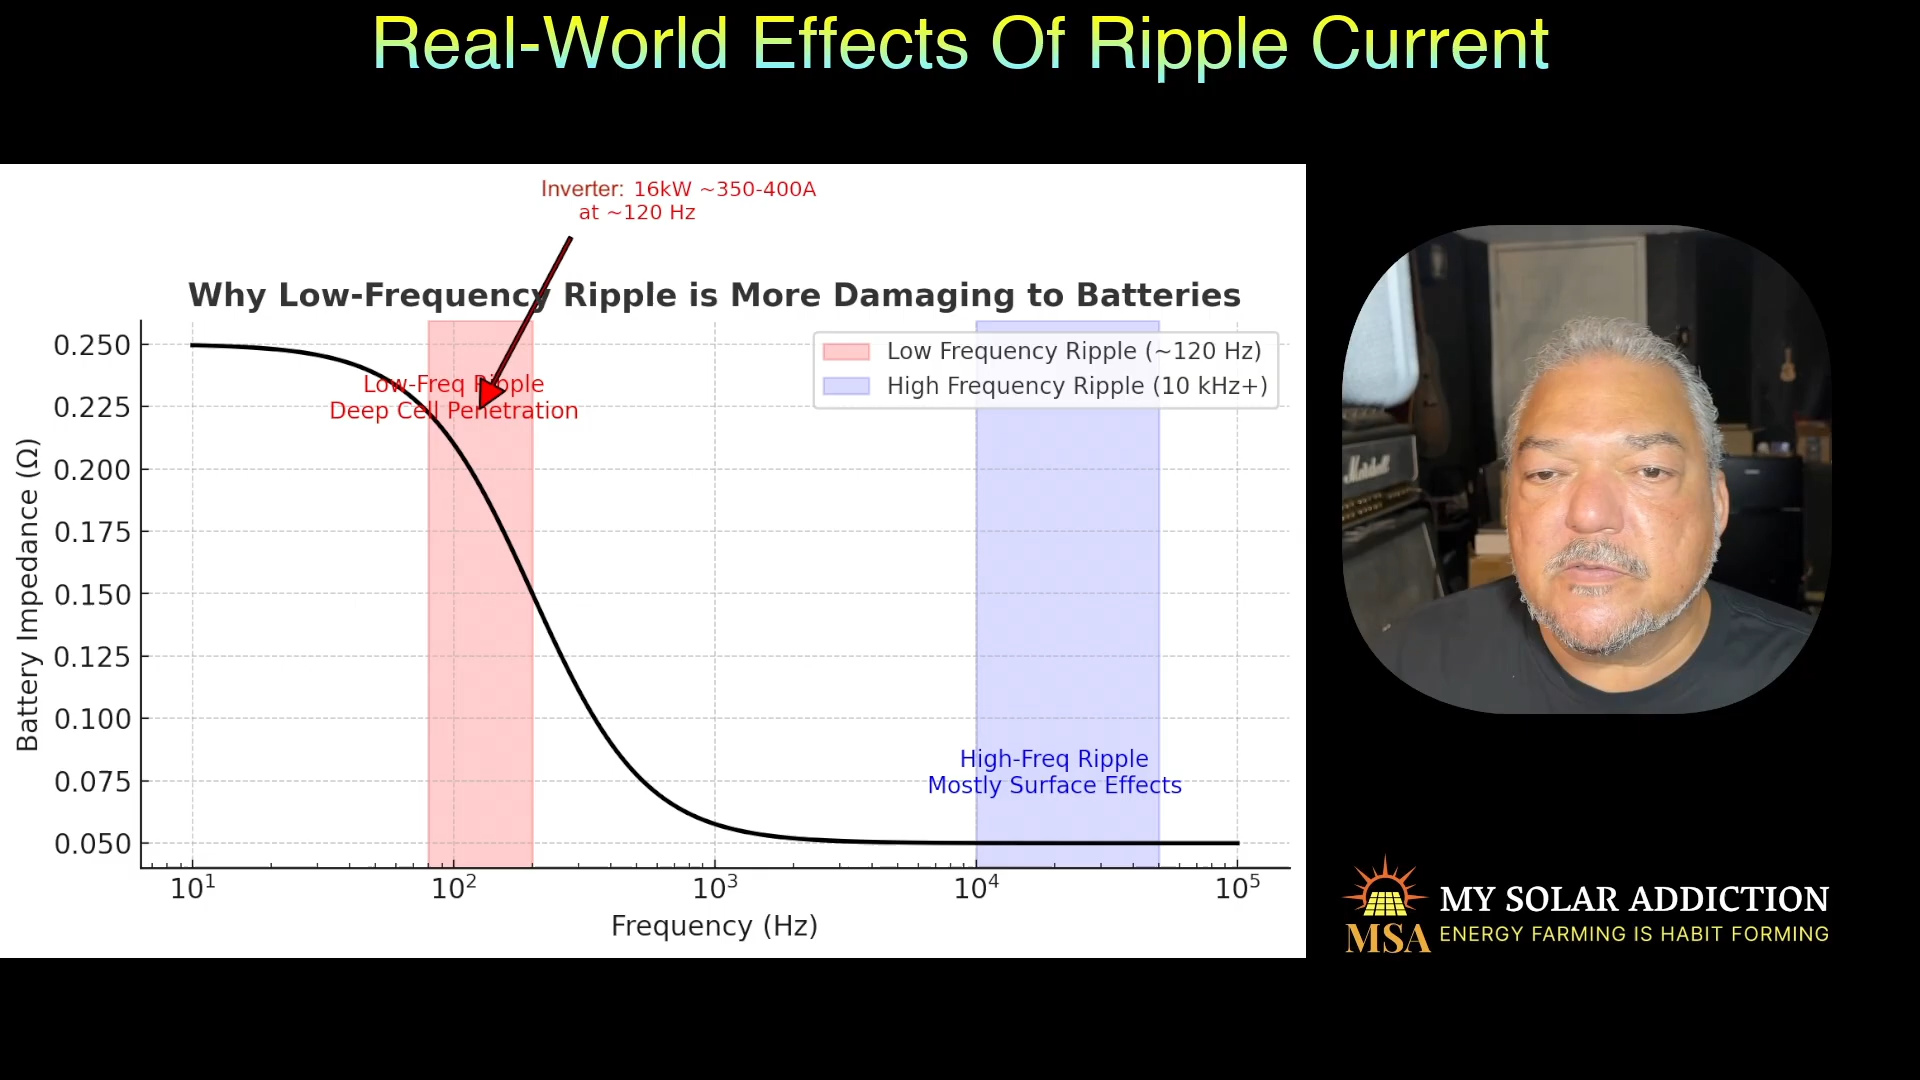 Real-World Effects Of Ripple Current
Inverter: 16kW ~350-400A
at ~120 Hz
Why Low-Frequency Ripple is More Damaging to Batteries
Low Frequency Ripple (~120 Hz)
High Frequency Ripple (10 kHz+)
Low-Freq Ripple
Deep Cell Penetration
High-Freq Ripple
Mostly Surface Effects
Battery Impedance (Ω)
0.250
0.225
0.200
0.175
0.150
0.125
0.100
0.075
0.050
10¹ 10² 10³ 10⁴ 10⁵
Frequency (Hz)
Marshall
MY SOLAR ADDICTION
MSA
ENERGY FARMING IS HABIT FORMING